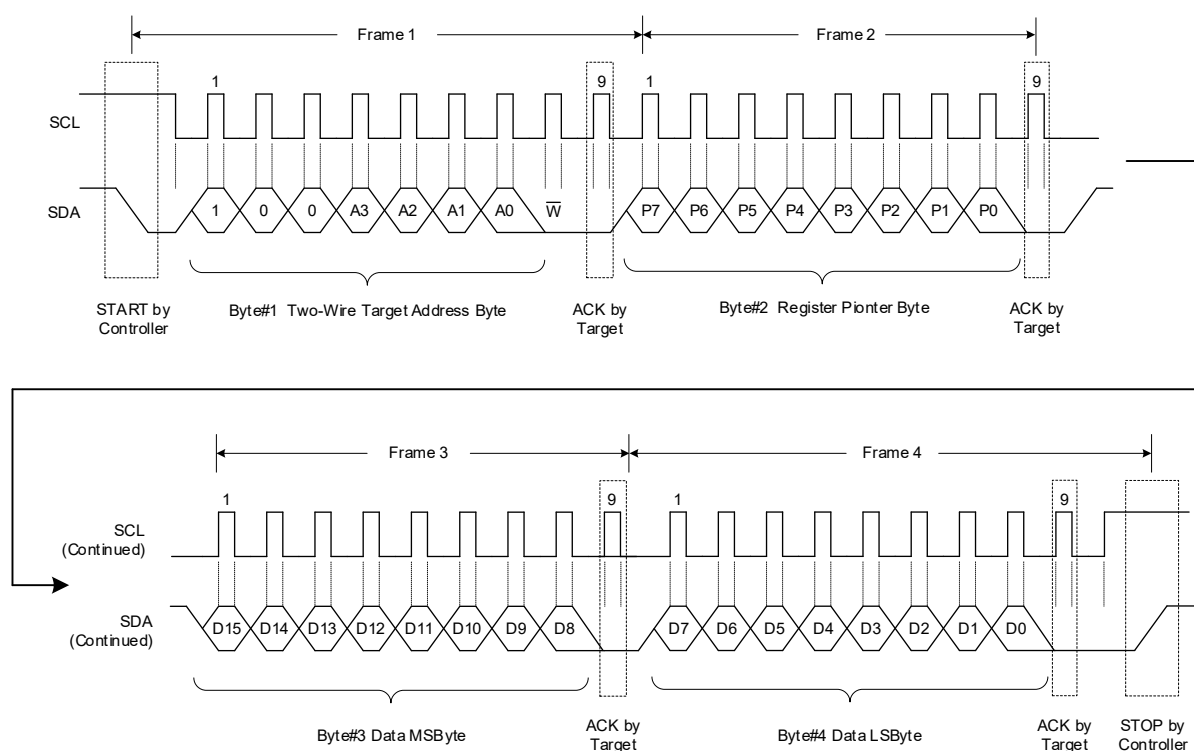 Frame 1 Frame 2
1 9 1 9
SCL
SDA 1 0 0 A3 A2 A1 A0 W̅ P7 P6 P5 P4 P3 P2 P1 P0
START by
Controller
Byte#1 Two-Wire Target Address Byte
ACK by
Target
Byte#2 Register Pionter Byte
ACK by
Target
Frame 3 Frame 4
1 9 1 9
SCL
(Continued)
SDA
(Continued)
D15 D14 D13 D12 D11 D10 D9 D8 D7 D6 D5 D4 D3 D2 D1 D0
Byte#3 Data MSByte
ACK by
Target
Byte#4 Data LSByte
ACK by
Target
STOP by
Controller